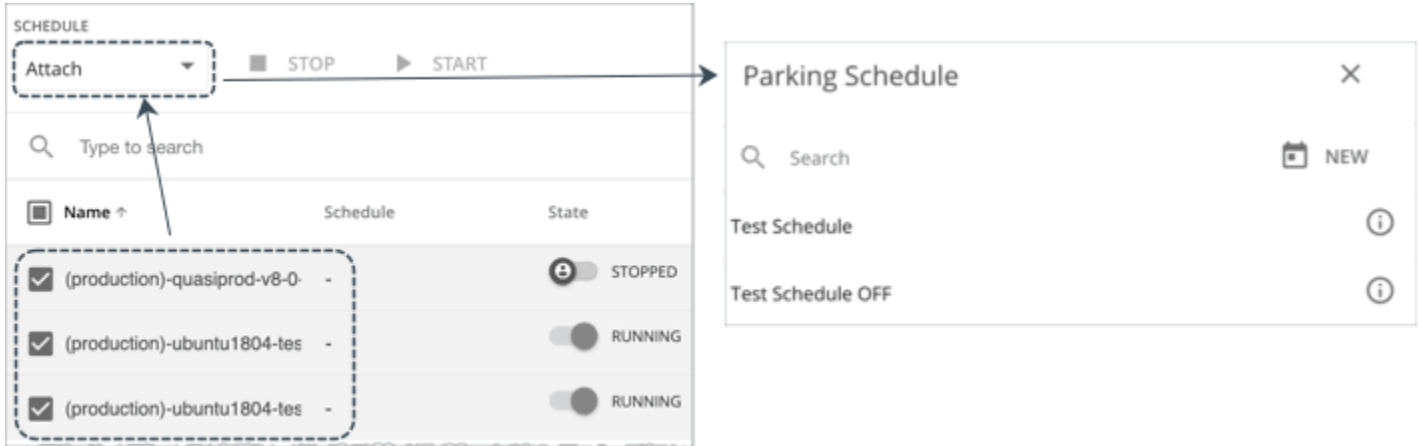 SCHEDULE
Attach
STOP
START
Type to search
Name ↑
Schedule
State
(production)-quasiprod-v8-0- -
STOPPED
(production)-ubuntu1804-tes -
RUNNING
(production)-ubuntu1804-tes -
RUNNING
Parking Schedule
Search
NEW
Test Schedule
Test Schedule OFF